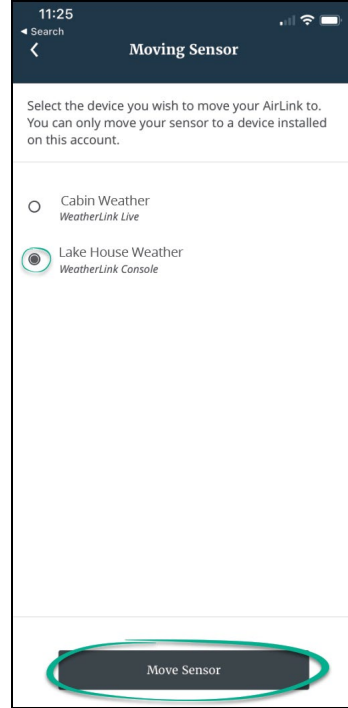 11:25
◄ Search
Moving Sensor
Select the device you wish to move your AirLink to.
You can only move your sensor to a device installed
on this account.
Cabin Weather
WeatherLink Live
Lake House Weather
WeatherLink Console
Move Sensor